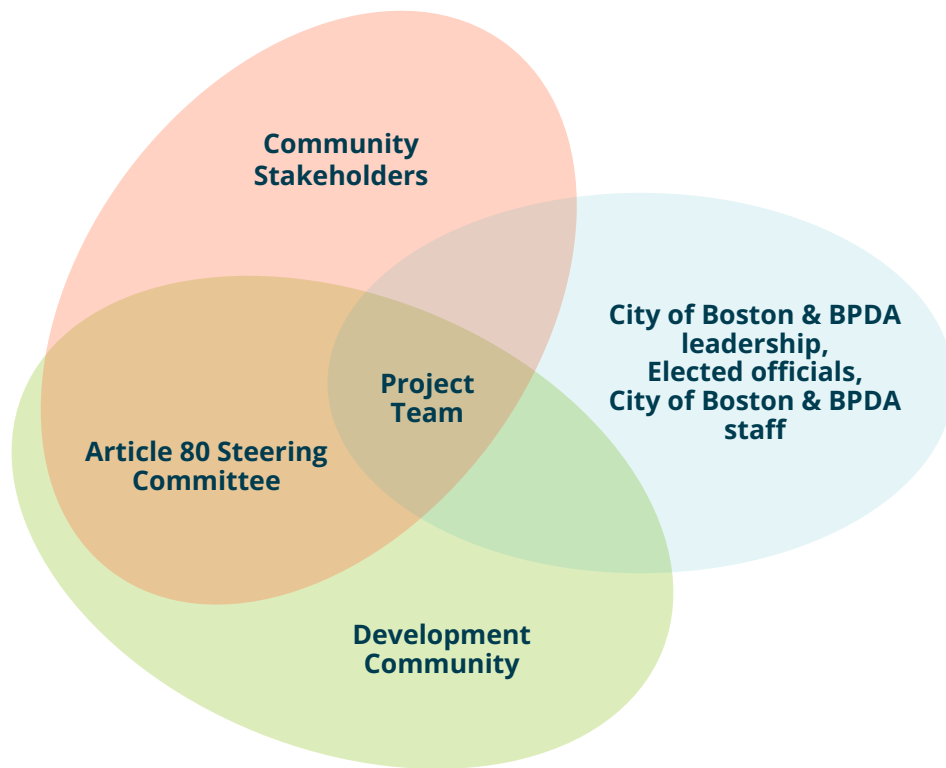 Community
Stakeholders
City of Boston & BPDA
leadership,
Elected officials,
City of Boston & BPDA
staff
Project
Team
Article 80 Steering
Committee
Development
Community